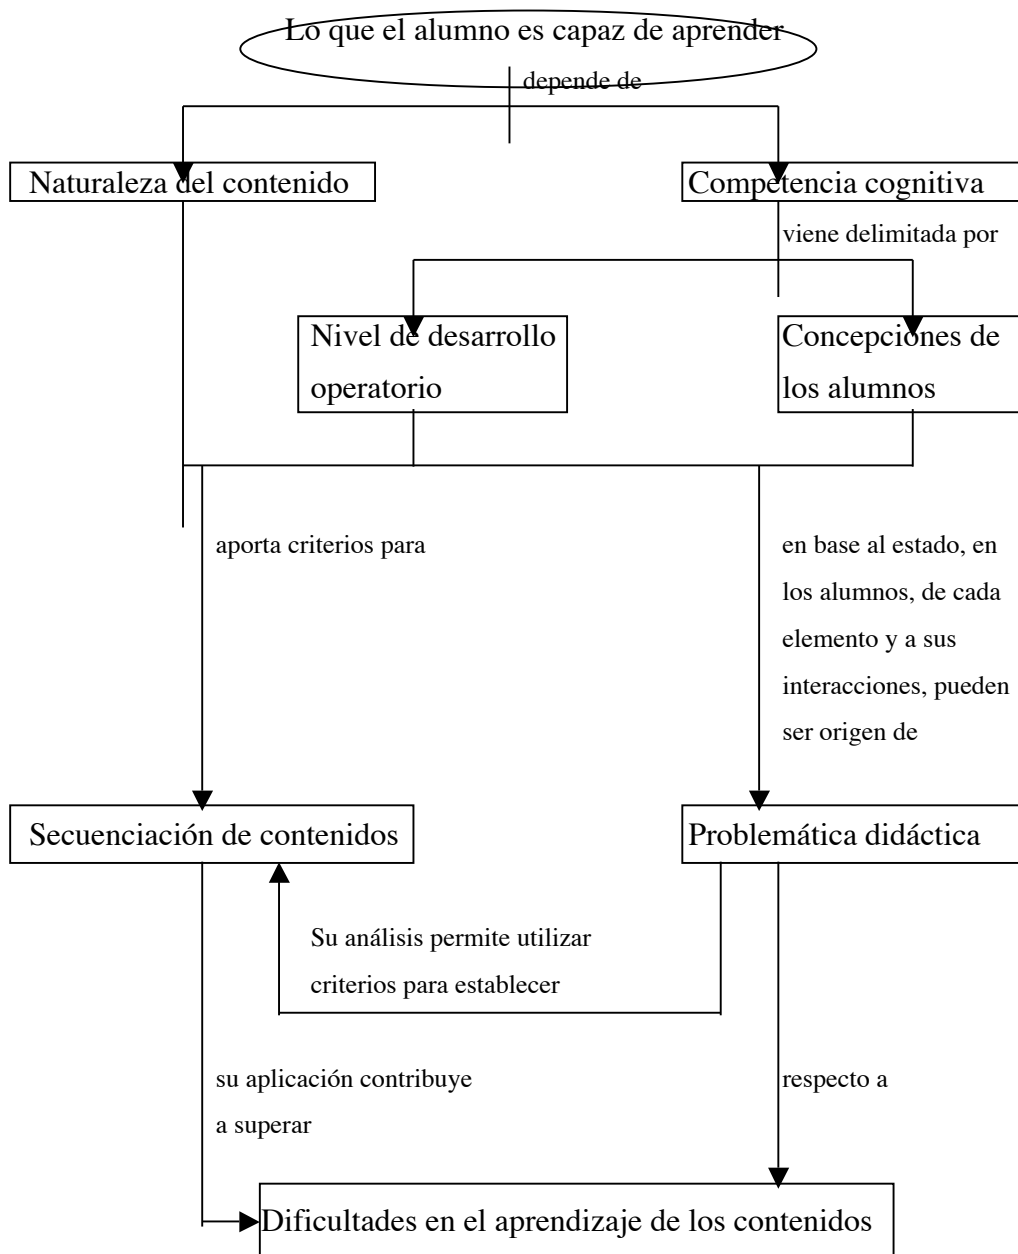 Lo que el alumno es capaz de aprender
depende de
Naturaleza del contenido
Competencia cognitiva
viene delimitada por
Nivel de desarrollo
operatorio
Concepciones de
los alumnos
aporta criterios para
en base al estado, en
los alumnos, de cada
elemento y a sus
interacciones, pueden
ser origen de
Secuenciación de contenidos
Problemática didáctica
Su análisis permite utilizar
criterios para establecer
su aplicación contribuye
a superar
respecto a
Dificultades en el aprendizaje de los contenidos